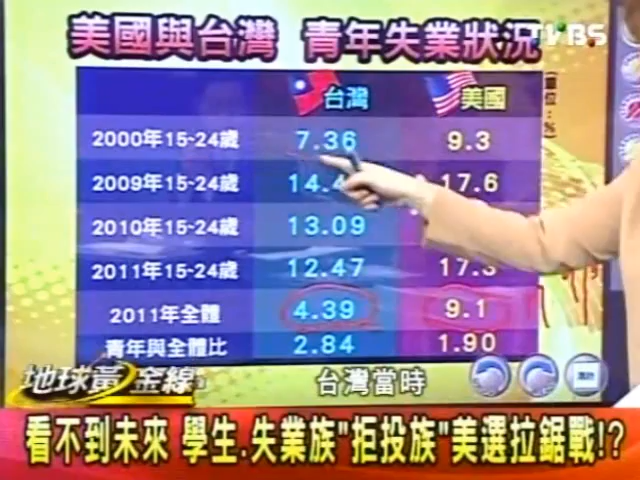 TVBS
美國與台灣 青年失業狀況
(單位:%)
台灣 美國
2000年15~24歲 7.36 9.3
2009年15~24歲 14.4 17.6
2010年15~24歲 13.09
2011年15~24歲 12.47 17.3
2011年全體 4.39 9.1
青年與全體比 2.84 1.90
地球黃金線
台灣當時
看不到未來 學生.失業族"拒投族"美選拉鋸戰!?